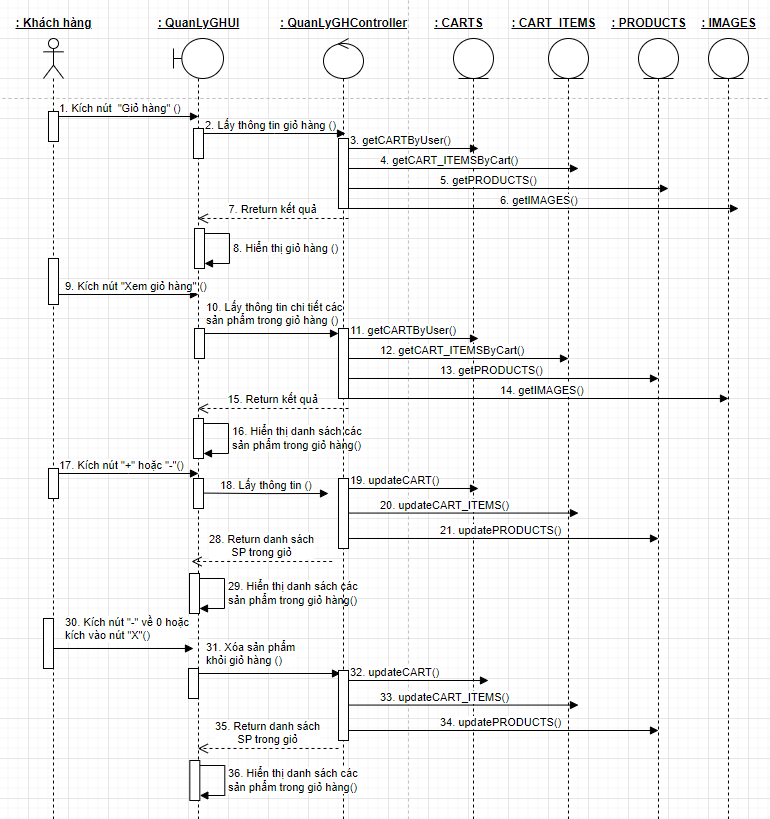 : Khách hàng
: QuanLyGHUI
: QuanLyGHController
: CARTS
: CART_ITEMS
: PRODUCTS
: IMAGES
1. Kích nút  "Giỏ hàng" ()
2. Lấy thông tin giỏ hàng ()
3. getCARTByUser()
4. getCART_ITEMSByCart()
5. getPRODUCTS()
6. getIMAGES()
7. Rreturn kết quả
8. Hiển thị giỏ hàng ()
9. Kích nút "Xem giỏ hàng" ()
10. Lấy thông tin chi tiết các
sản phẩm trong giỏ hàng ()
11. getCARTByUser()
12. getCART_ITEMSByCart()
13. getPRODUCTS()
14. getIMAGES()
15. Return kết quả
16. Hiển thị danh sách các
sản phẩm trong giỏ hàng()
17. Kích nút "+" hoặc "-"()
18. Lấy thông tin ()
19. updateCART()
20. updateCART_ITEMS()
21. updatePRODUCTS()
28. Return danh sách
SP trong giỏ
29. Hiển thị danh sách các
sản phẩm trong giỏ hàng()
30. Kích nút "-" về 0 hoặc
kích vào nút "X"()
31. Xóa sản phẩm
khỏi giỏ hàng ()
32. updateCART()
33. updateCART_ITEMS()
34. updatePRODUCTS()
35. Return danh sách
SP trong giỏ
36. Hiển thị danh sách các
sản phẩm trong giỏ hàng()